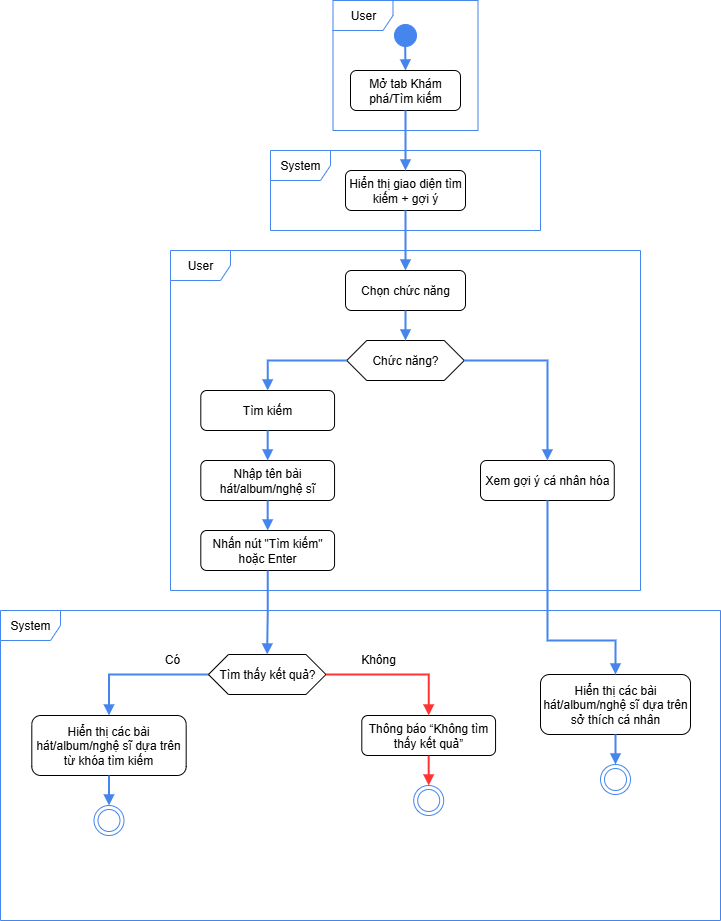 User
Mở tab Khám
phá/Tìm kiếm
System
Hiển thị giao diện tìm
kiếm + gợi ý
User
Chọn chức năng
Chức năng?
Tìm kiếm
Nhập tên bài
hát/album/nghệ sĩ
Xem gợi ý cá nhân hóa
Nhấn nút "Tìm kiếm"
hoặc Enter
System
Có
Không
Tìm thấy kết quả?
Hiển thị các bài
hát/album/nghệ sĩ dựa trên
từ khóa tìm kiếm
Thông báo “Không tìm
thấy kết quả”
Hiển thị các bài
hát/album/nghệ sĩ dựa trên
sở thích cá nhân